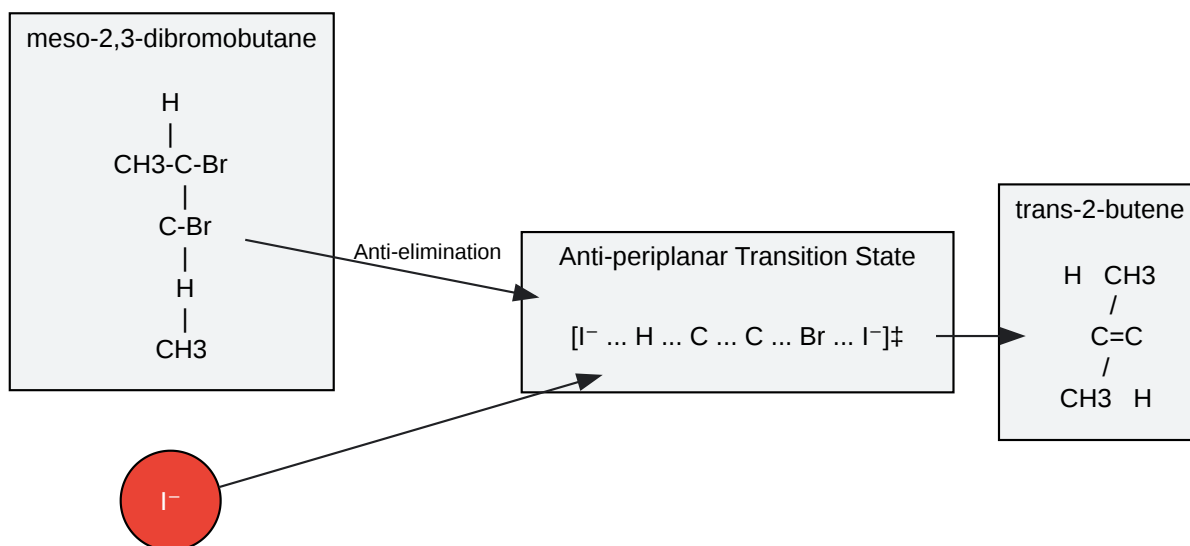 meso-2,3-dibromobutane
H
|
CH3-C-Br
|
C-Br
|
H
|
CH3
Anti-elimination
Anti-periplanar Transition State
[I⁻ ... H ... C ... C ... Br ... I⁻]‡
trans-2-butene
H CH3
/
C=C
/
CH3 H
I⁻